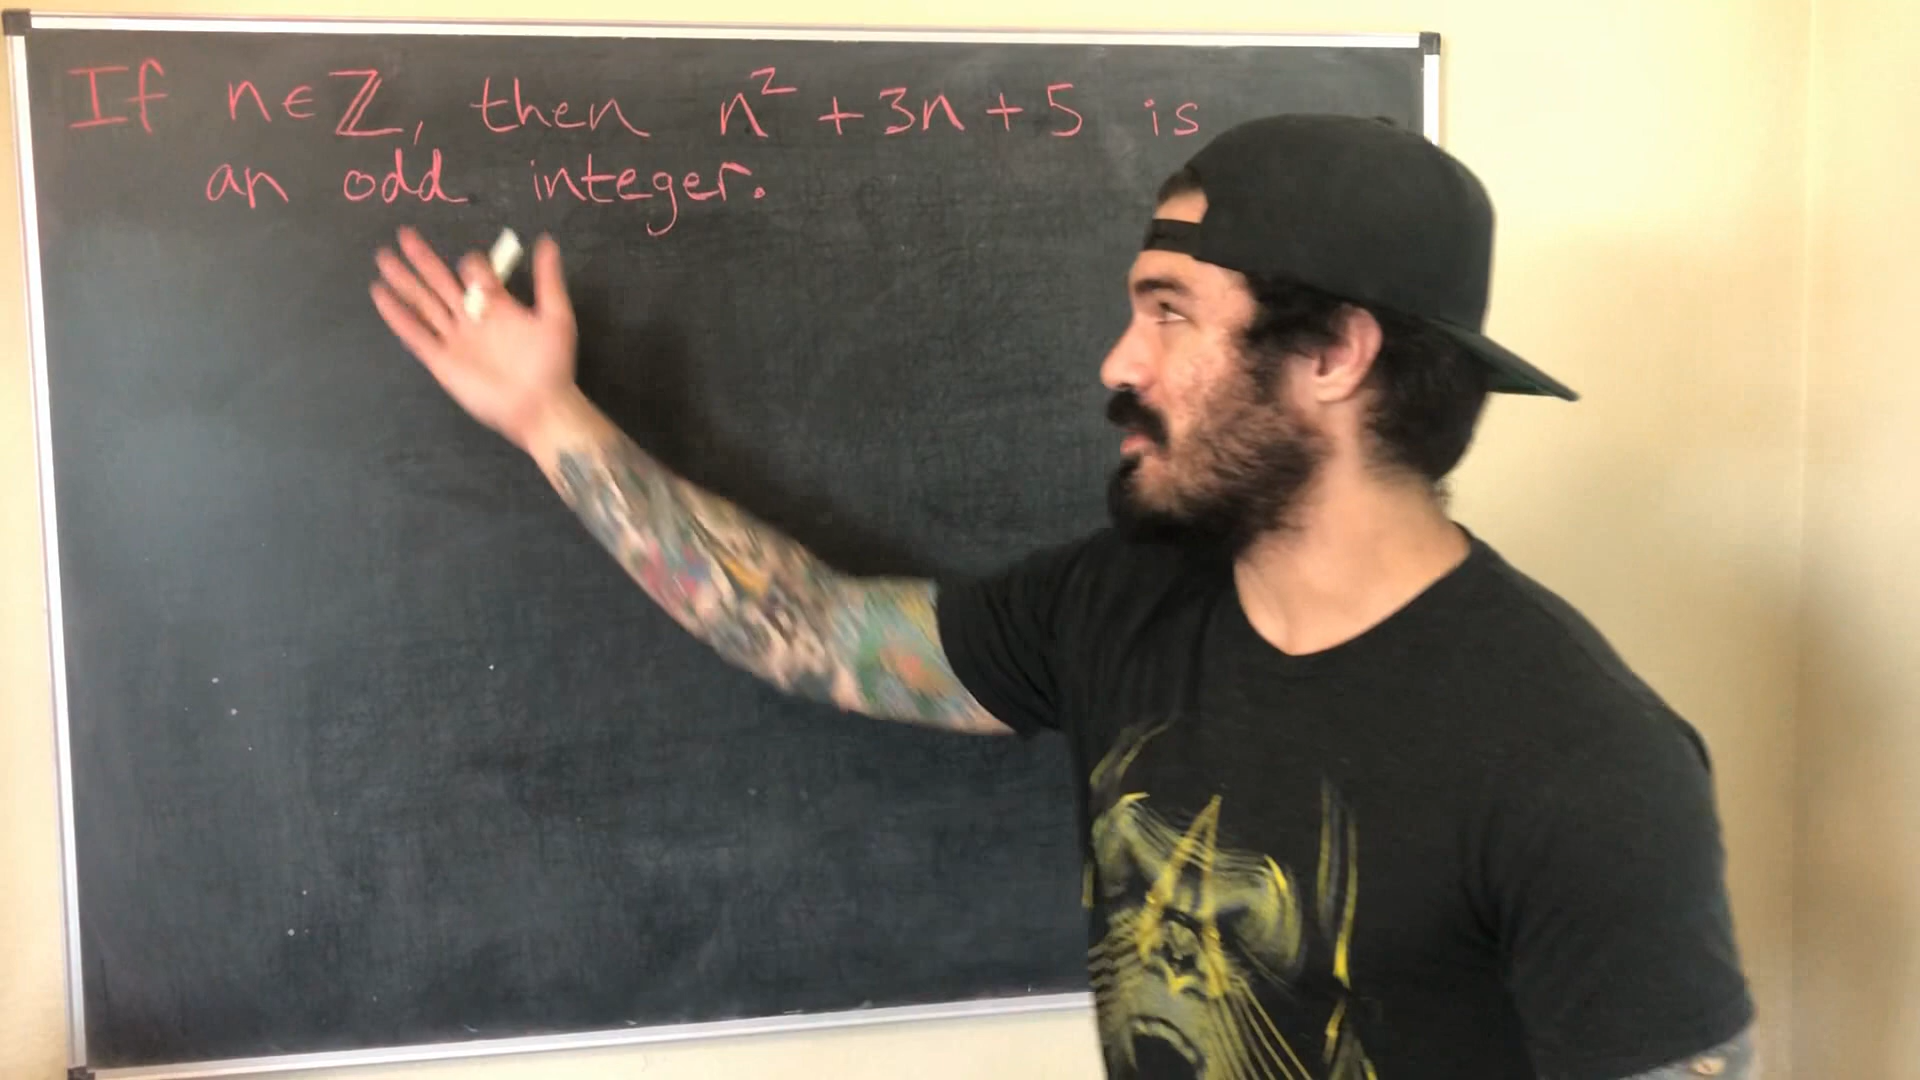 If n∈ℤ, then n² + 3n + 5 is
an odd integer.